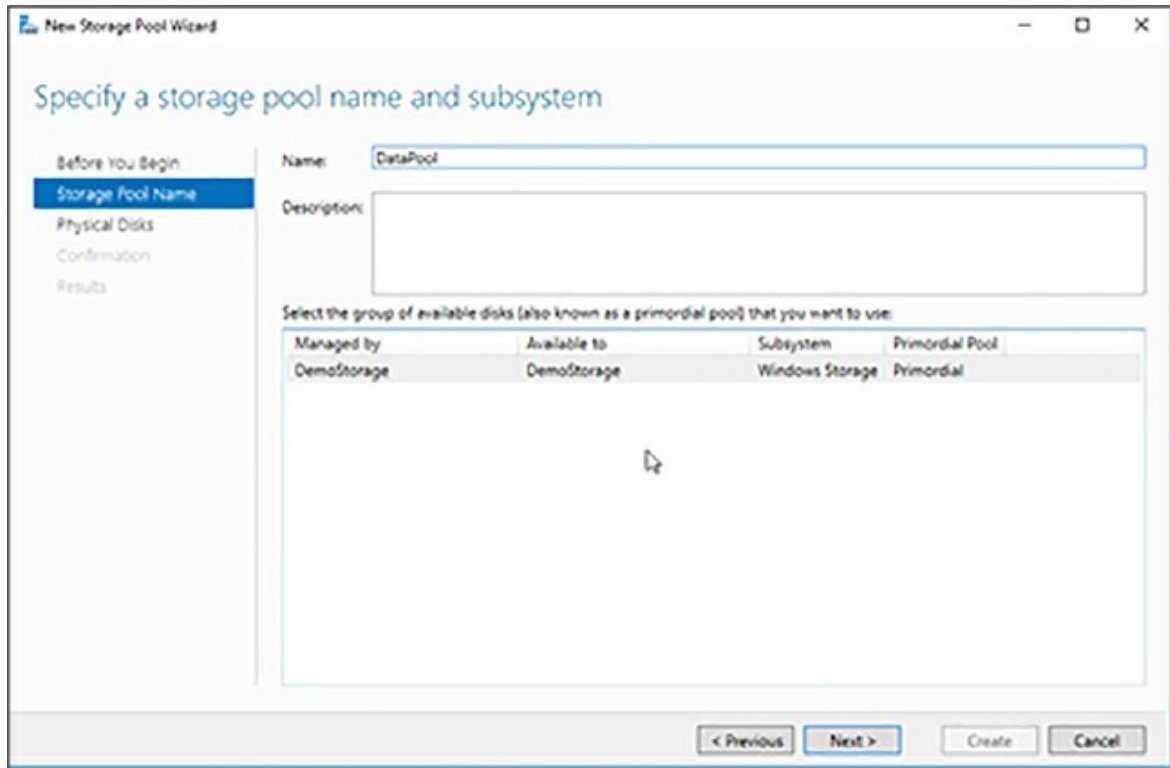 New Storage Pool Wizard
Specify a storage pool name and subsystem
Before You Begin
Storage Pool Name
Physical Disks
Confirmation
Results
Name: DataPool
Description:
Select the group of available disks (also known as a primordial pool) that you want to use:
Managed by Available to Subsystem Primordial Pool
DemoStorage DemoStorage Windows Storage Primordial
< Previous Next > Create Cancel